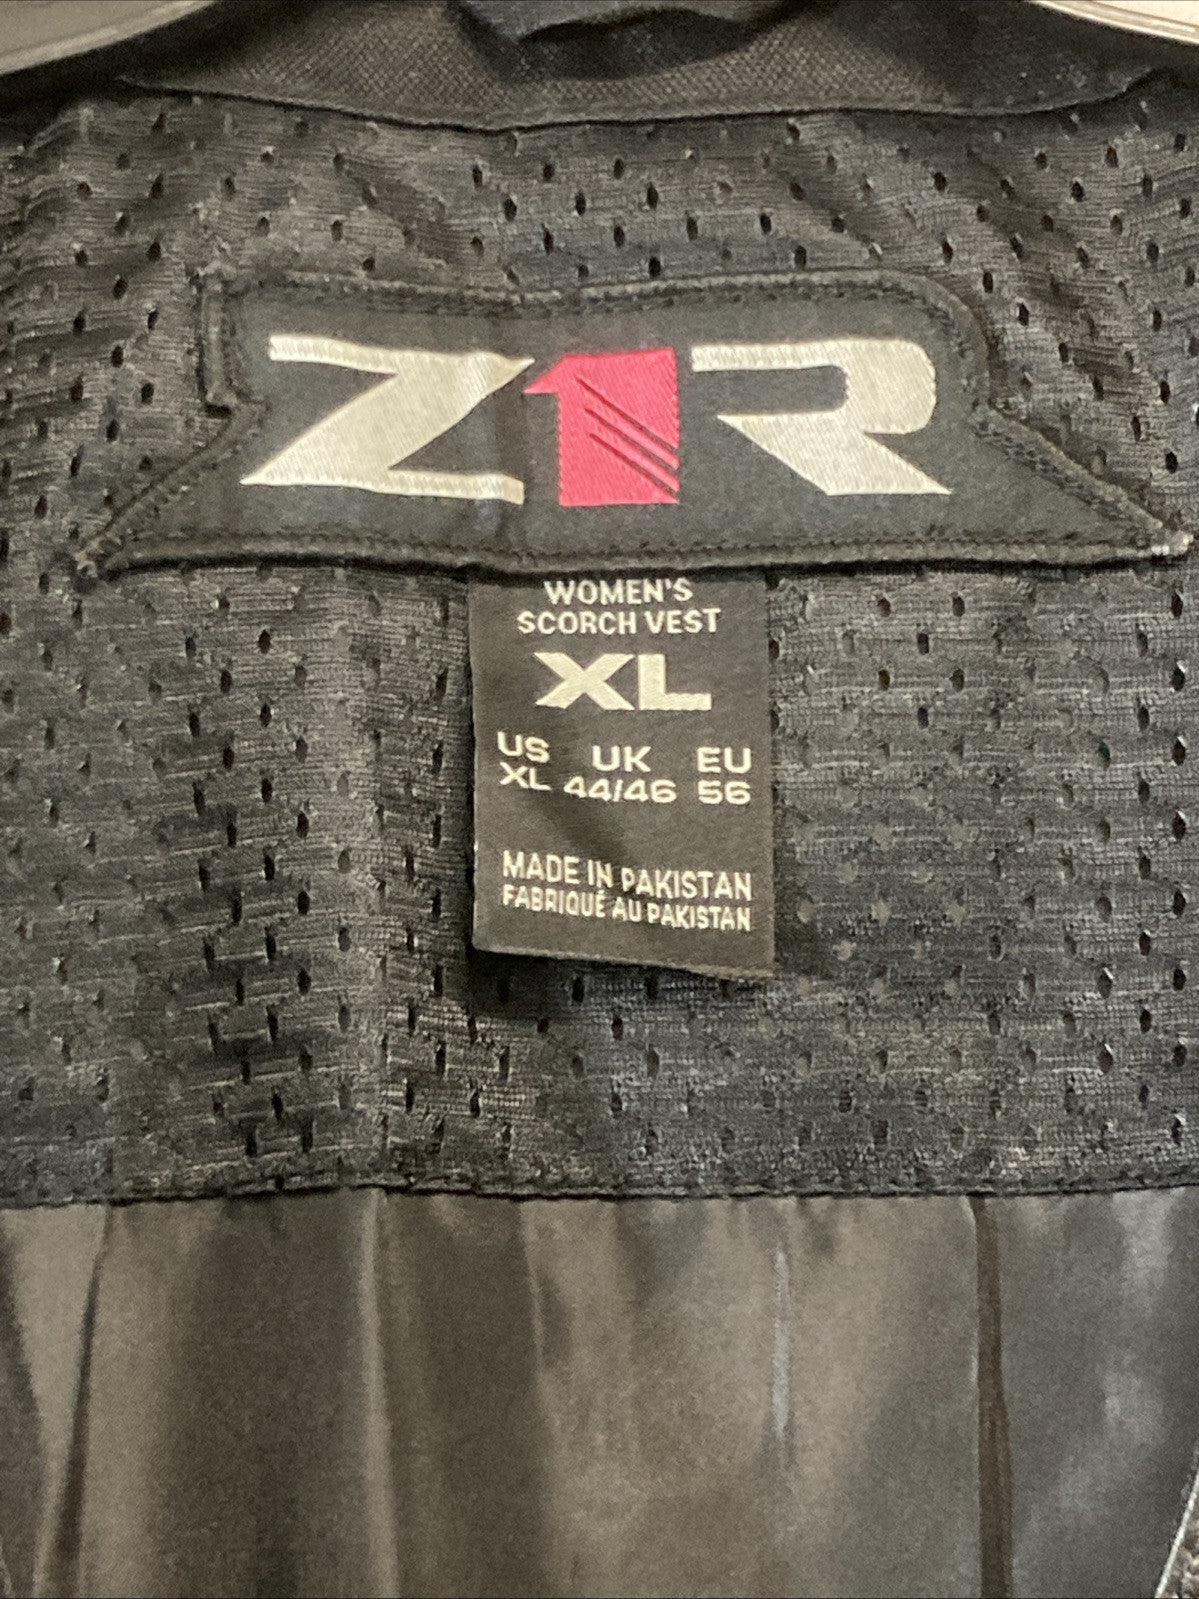 Z1R
WOMEN'S
SCORCH VEST
XL
US UK EU
XL 44/46 56
MADE IN PAKISTAN
FABRIQUÉ AU PAKISTAN